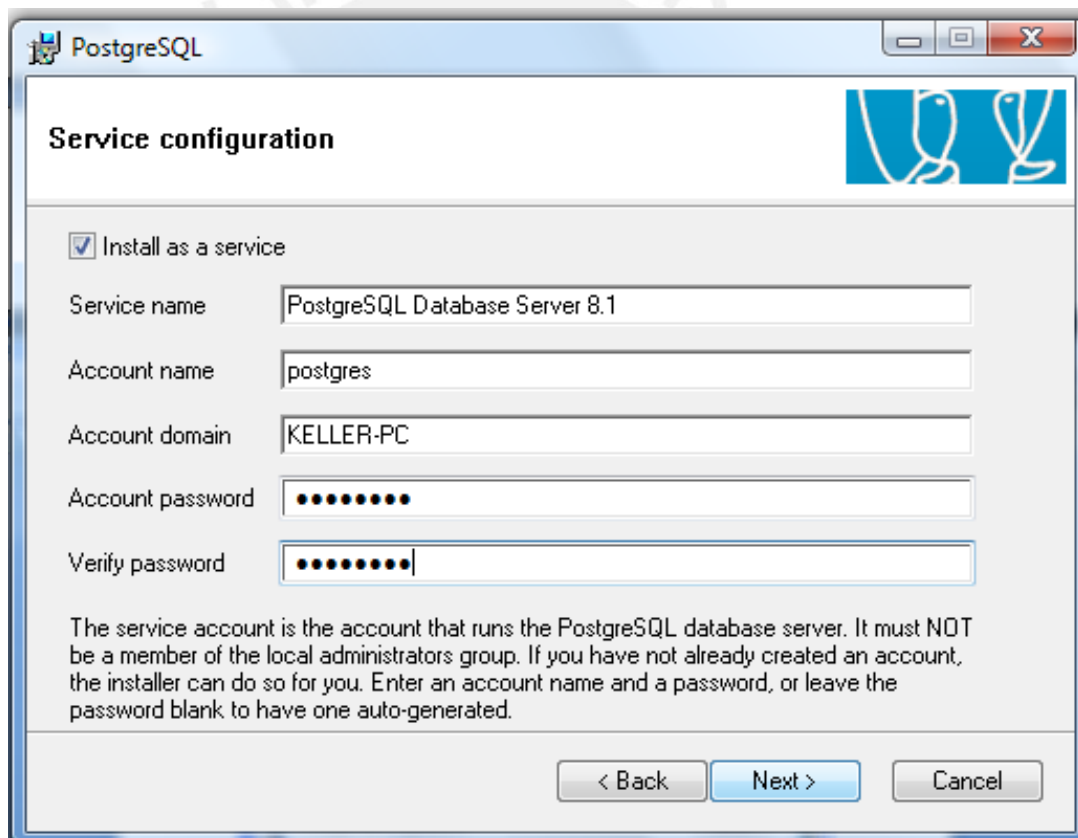 PostgreSQL
Service configuration
Install as a service
Service name PostgreSQL Database Server 8.1
Account name postgres
Account domain KELLER-PC
Account password ●●●●●●●●
Verify password ●●●●●●●●
The service account is the account that runs the PostgreSQL database server. It must NOT
be a member of the local administrators group. If you have not already created an account,
the installer can do so for you. Enter an account name and a password, or leave the
password blank to have one auto-generated.
< Back Next > Cancel